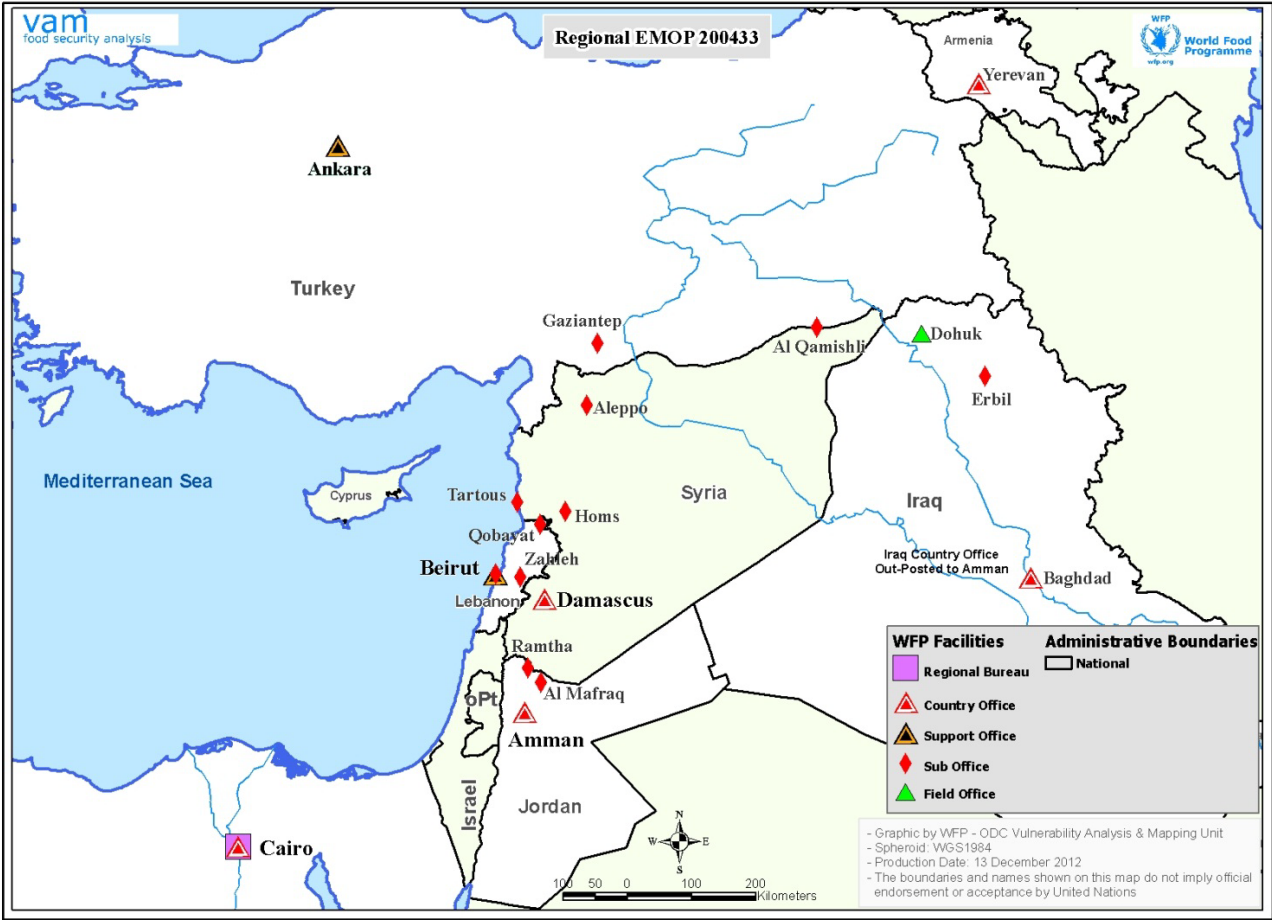 vam
food security analysis
Regional EMOP 200433
WFP
wfp.org
World Food
Programme
Armenia
Yerevan
Ankara
Turkey
Gaziantep
Al Qamishli
Dohuk
Erbil
Aleppo
Mediterranean Sea
Cyprus
Syria
Tartous
Homs
Iraq
Qobayat
Zahleh
Iraq Country Office
Out-Posted to Amman
Beirut
Baghdad
Lebanon
Damascus
Ramtha
Al Mafraq
oPt
Amman
Israel
Jordan
Cairo
WFP Facilities
Regional Bureau
Country Office
Support Office
Sub Office
Field Office
Administrative Boundaries
National
N
W E
S
100 50 0 100 200
Kilometers
- Graphic by WFP - ODC Vulnerability Analysis & Mapping Unit
- Spheroid: WGS1984
- Production Date: 13 December 2012
- The boundaries and names shown on this map do not imply official
endorsement or acceptance by United Nations